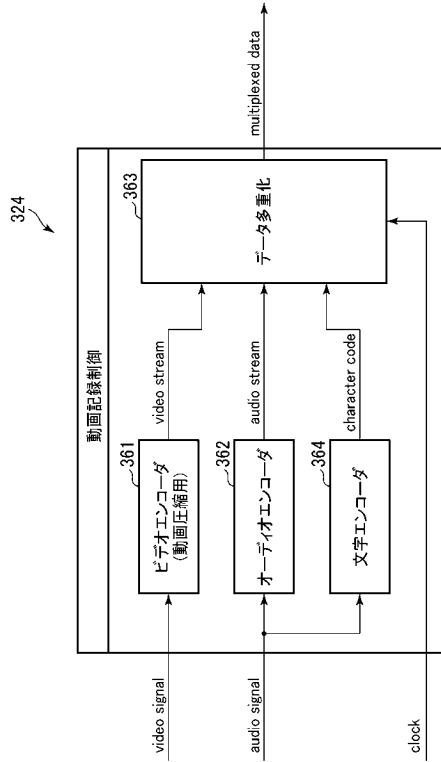 324
動画記録制御
video signal
361
ビデオエンコーダ
(動画圧縮用)
video stream
363
データ多重化
multiplexed data
audio signal
362
オーディオエンコーダ
audio stream
364
文字エンコーダ
character code
clock